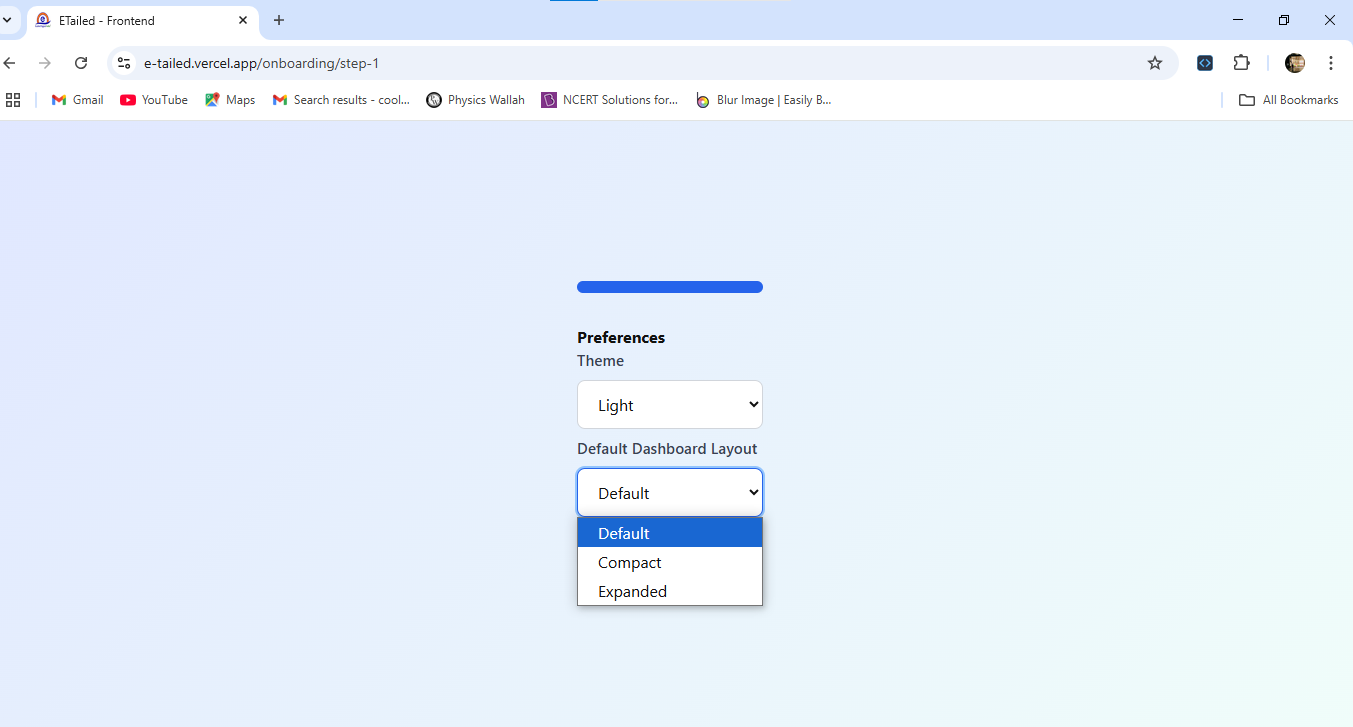 ETailed - Frontend
e-tailed.vercel.app/onboarding/step-1
Gmail YouTube Maps Search results - cool... Physics Wallah NCERT Solutions for... Blur Image | Easily B... All Bookmarks
Preferences
Theme
Light
Default Dashboard Layout
Default
Default
Compact
Expanded